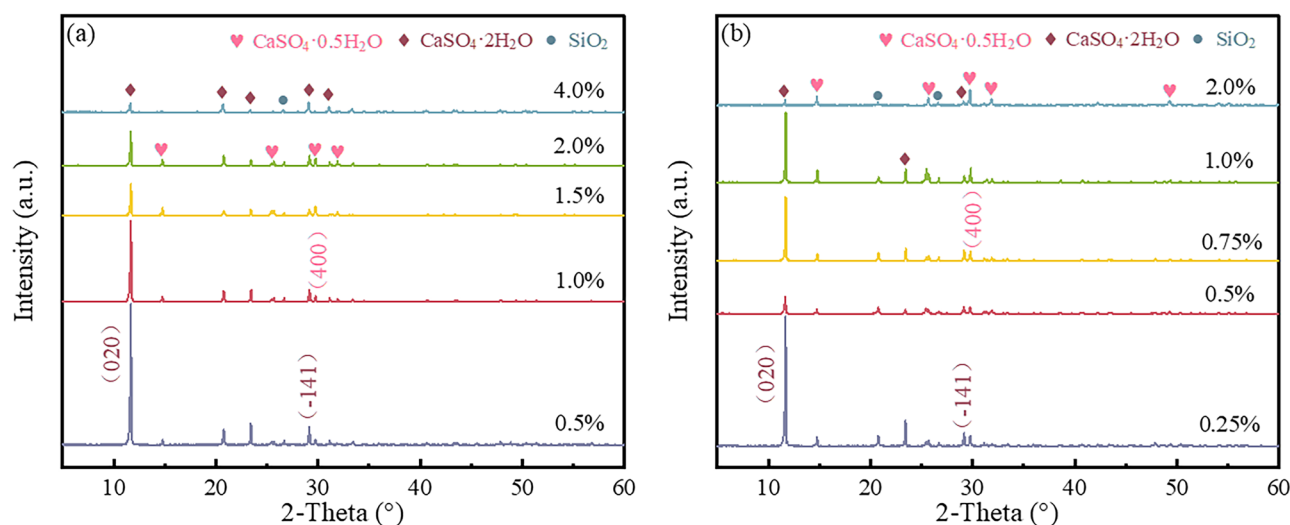 (a)
CaSO₄·0.5H₂O CaSO₄·2H₂O SiO₂
4.0%
2.0%
1.5%
(400)
1.0%
(020)
(-141)
0.5%
Intensity (a.u.)
10 20 30 40 50 60
2-Theta (°)
(b)
CaSO₄·0.5H₂O CaSO₄·2H₂O SiO₂
2.0%
1.0%
(400)
0.75%
0.5%
(020)
(-141)
0.25%
Intensity (a.u.)
10 20 30 40 50 60
2-Theta (°)